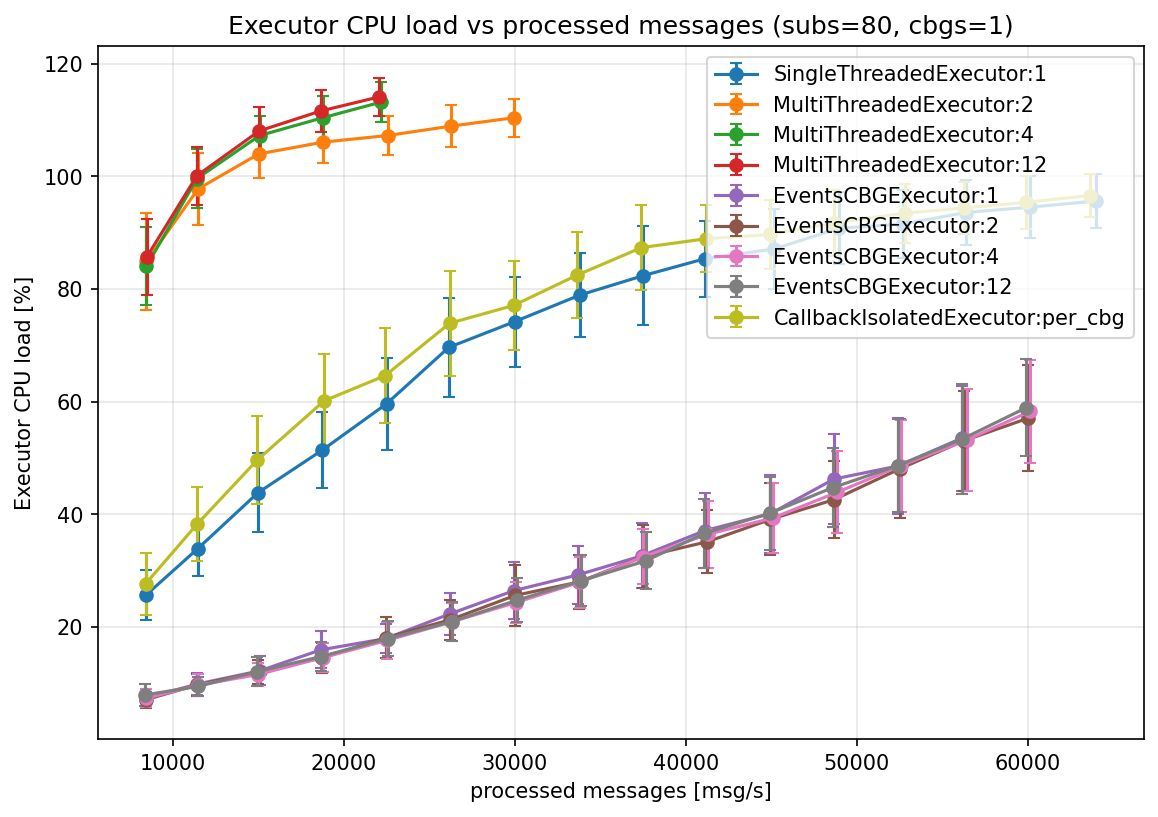 Executor CPU load vs processed messages (subs=80, cbgs=1)
Executor CPU load [%]
120
100
80
60
40
20
SingleThreadedExecutor:1
MultiThreadedExecutor:2
MultiThreadedExecutor:4
MultiThreadedExecutor:12
EventsCBGExecutor:1
EventsCBGExecutor:2
EventsCBGExecutor:4
EventsCBGExecutor:12
CallbackIsolatedExecutor:per_cbg
10000 20000 30000 40000 50000 60000
processed messages [msg/s]